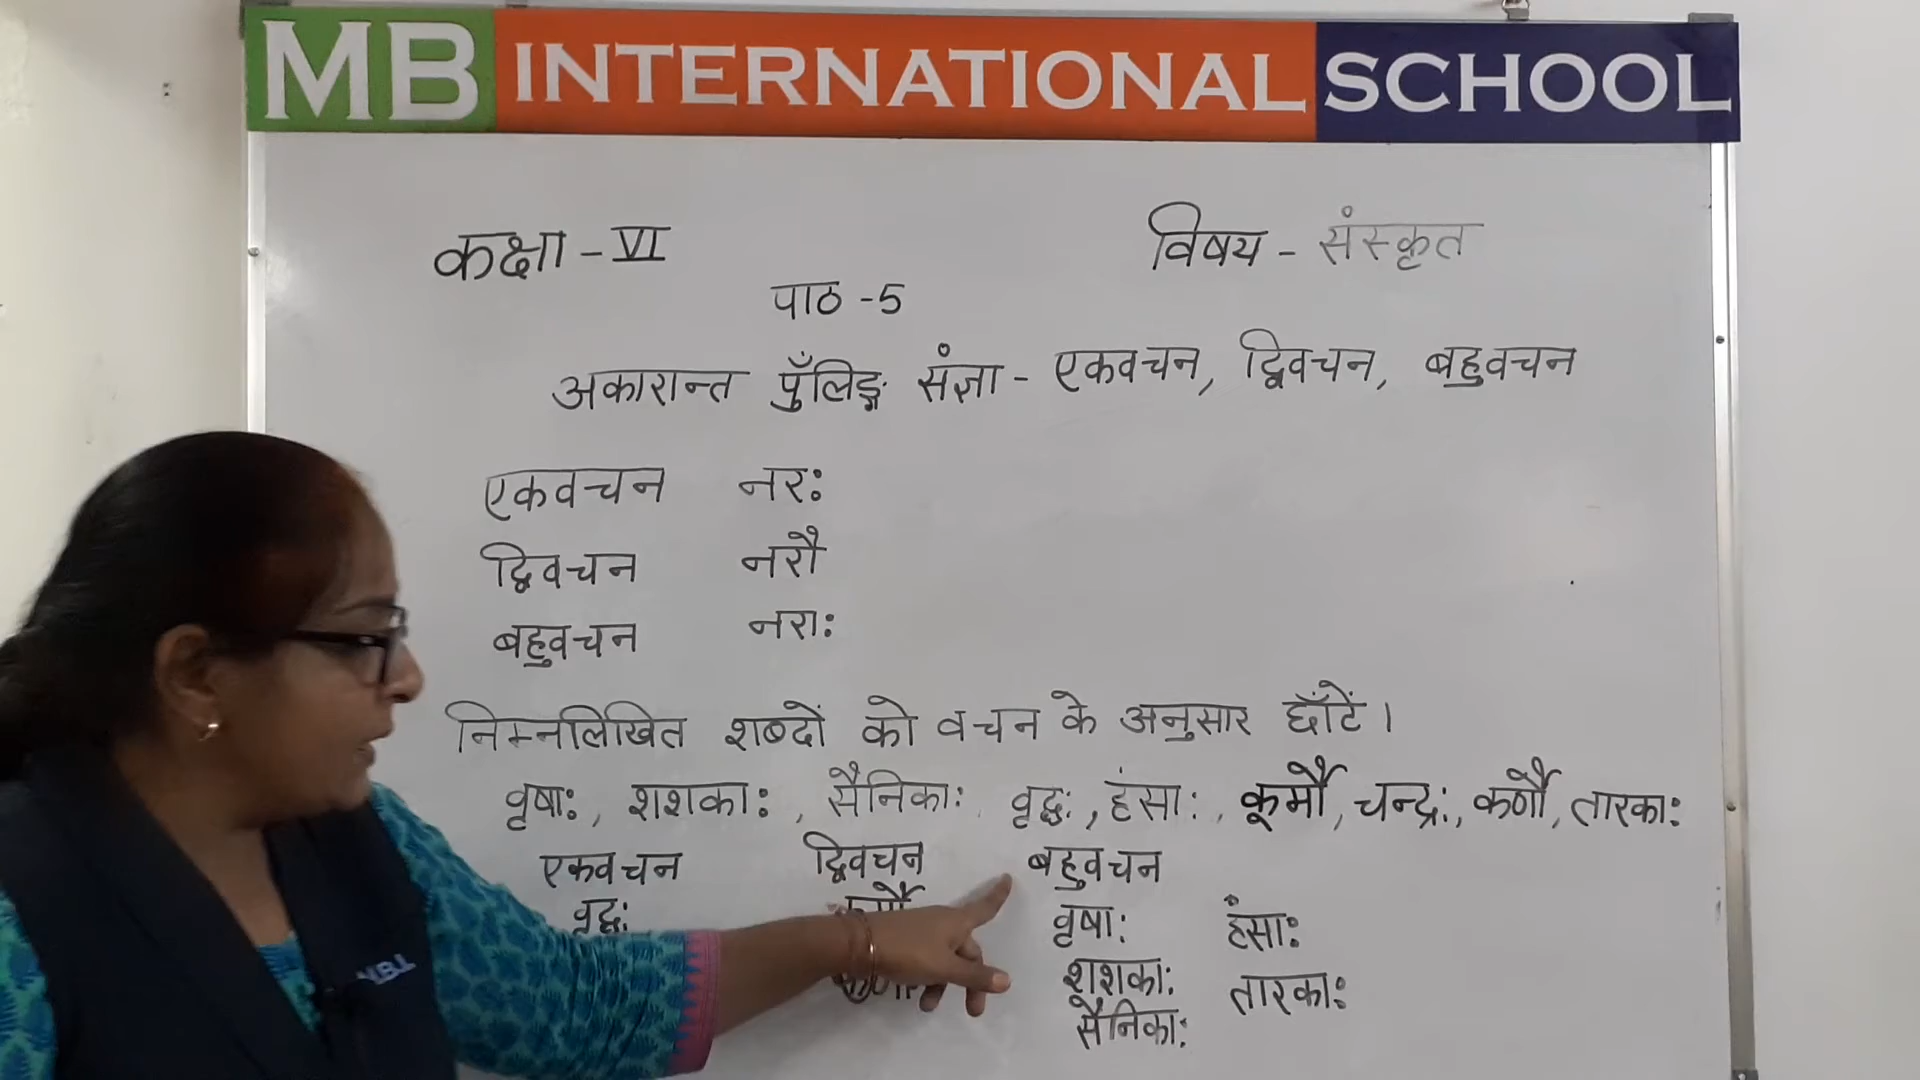 MB INTERNATIONAL SCHOOL
कक्षा - VI विषय - संस्कृत
पाठ - 5
अकारान्त पुँलिङ्ग संज्ञा - एकवचन, द्विवचन, बहुवचन
एकवचन नरः
द्विवचन नरौ
बहुवचन नराः
निम्नलिखित शब्दों को वचन के अनुसार छाँटें।
वृषाः, शशकाः, सैनिकाः, वृद्धः, हंसाः, कूर्मौ, चन्द्रः, कर्णौ, तारकाः
एकवचन द्विवचन बहुवचन
वृद्धः वृषाः हंसाः
शशकाः तारकाः
सैनिकाः